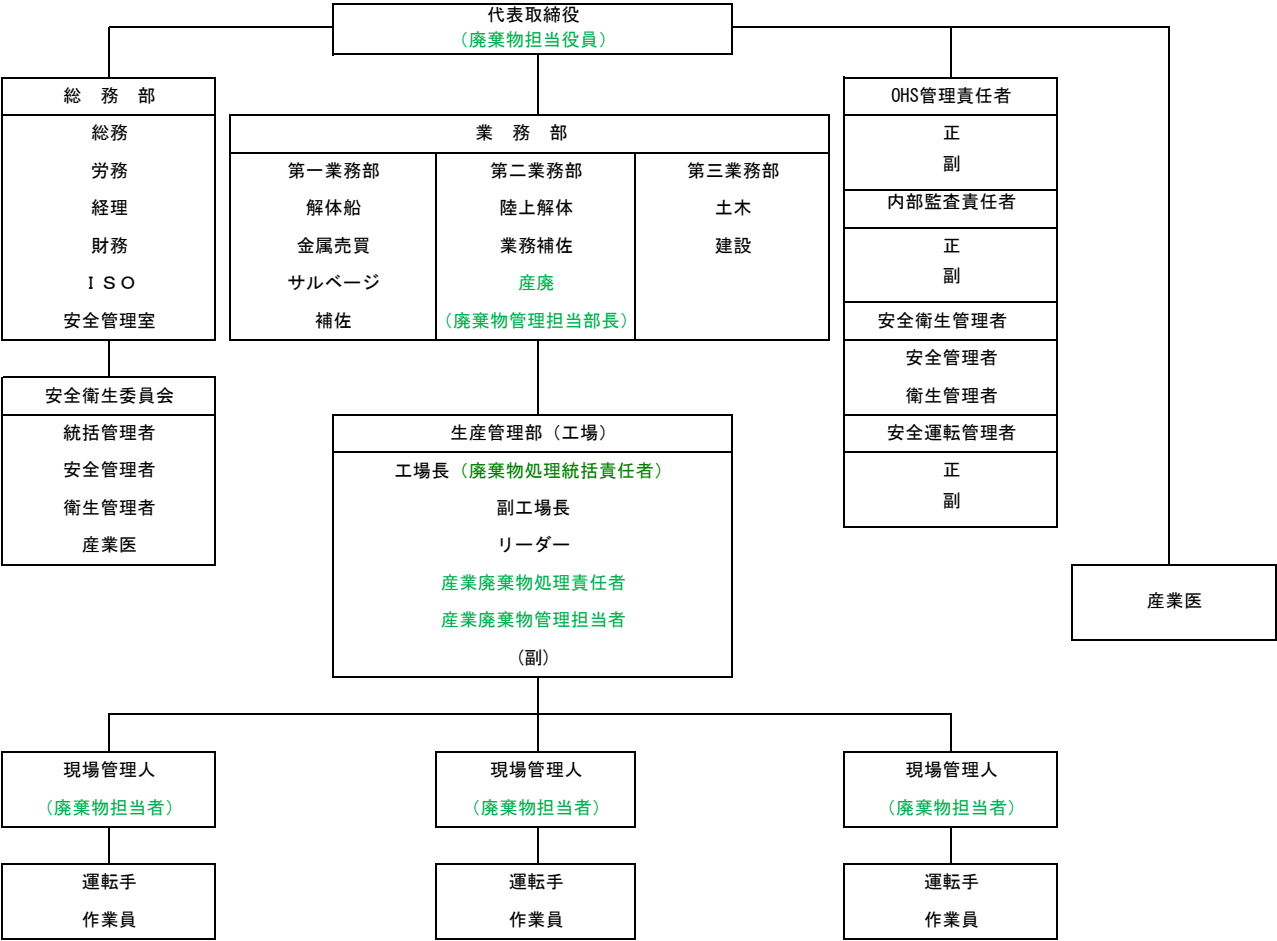 代表取締役
（廃棄物担当役員）
総　務　部
総務
労務
経理
財務
ＩＳＯ
安全管理室
安全衛生委員会
統括管理者
安全管理者
衛生管理者
産業医
業　務　部
第一業務部
解体船
金属売買
サルベージ
補佐
第二業務部
陸上解体
業務補佐
産廃
（廃棄物管理担当部長）
第三業務部
土木
建設
OHS管理責任者
正
副
内部監査責任者
正
副
安全衛生管理者
安全管理者
衛生管理者
安全運転管理者
正
副
産業医
生産管理部（工場）
工場長（廃棄物処理統括責任者）
副工場長
リーダー
産業廃棄物処理責任者
産業廃棄物管理担当者
（副）
現場管理人
（廃棄物担当者）
運転手
作業員
現場管理人
（廃棄物担当者）
運転手
作業員
現場管理人
（廃棄物担当者）
運転手
作業員